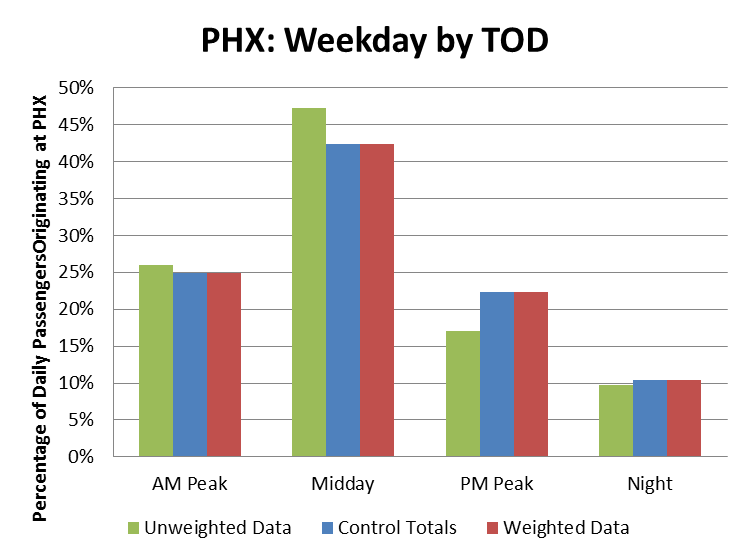 PHX: Weekday by TOD
Percentage of Daily PassengersOriginating at PHX
50%
45%
40%
35%
30%
25%
20%
15%
10%
5%
0%
AM Peak Midday PM Peak Night
Unweighted Data Control Totals Weighted Data